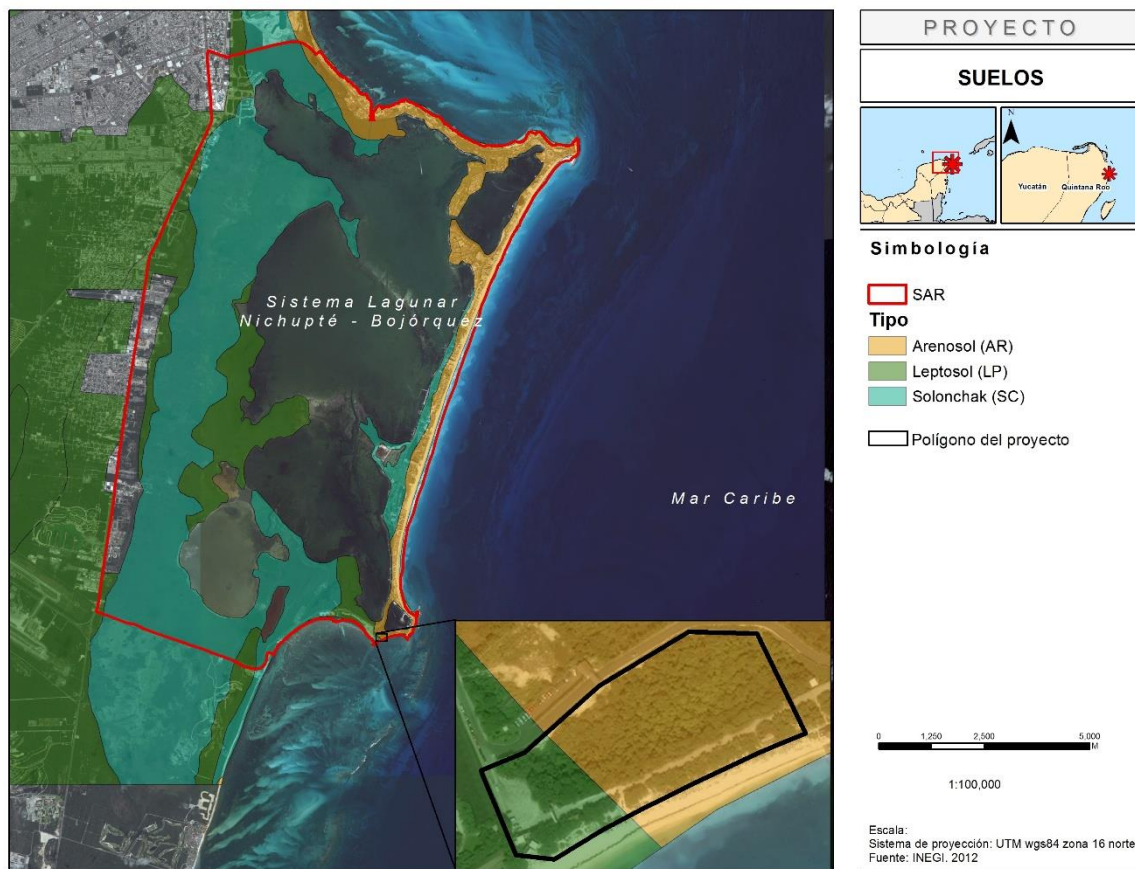 Sistema Lagunar
Nichupté - Bojórquez
Mar Caribe
PROYECTO
SUELOS
N
Yucatán
Quintana Roo
Simbología
SAR
Tipo
Arenosol (AR)
Leptosol (LP)
Solonchak (SC)
Polígono del proyecto
0 1,250 2,500 5,000
M
1:100,000
Escala:
Sistema de proyección: UTM wgs84 zona 16 norte
Fuente: INEGI. 2012